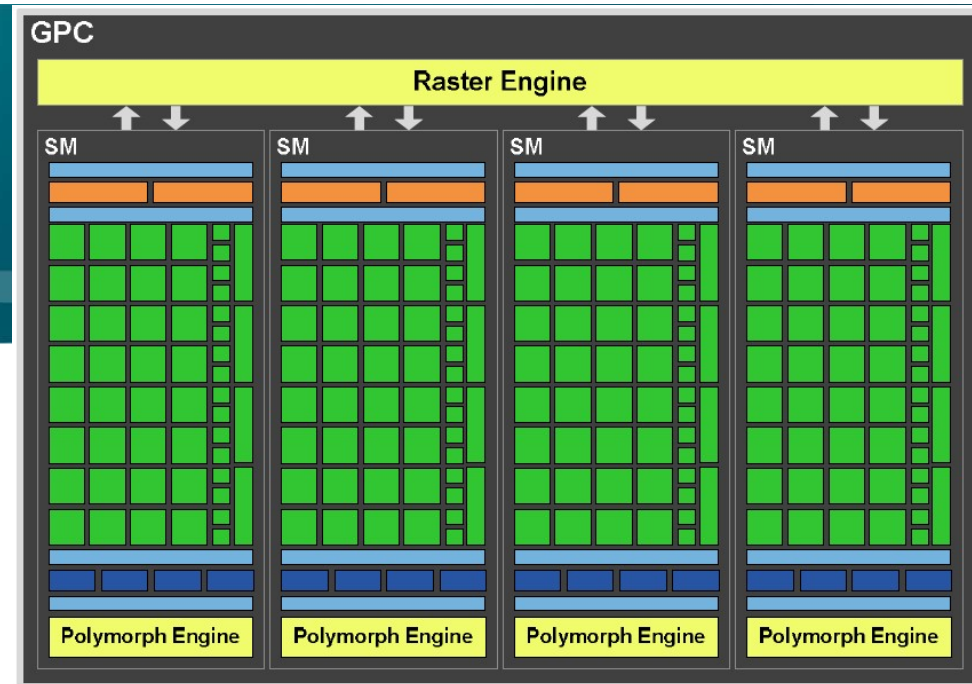 GPC
Raster Engine
SM SM SM SM
Polymorph Engine Polymorph Engine Polymorph Engine Polymorph Engine